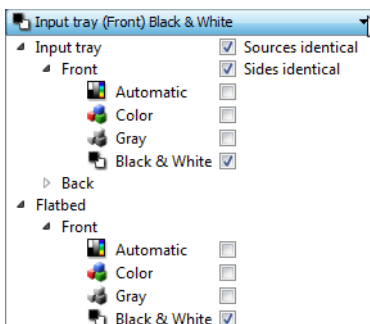 Input tray (Front) Black & White
Input tray Sources identical
Front Sides identical
Automatic
Color
Gray
Black & White
Back
Flatbed
Front
Automatic
Color
Gray
Black & White